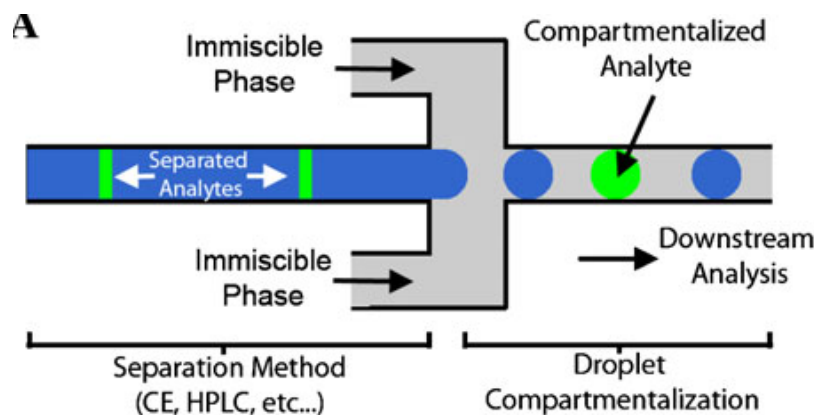 A
Immiscible
Phase
Compartmentalized
Analyte
Separated
Analytes
Immiscible
Phase
Downstream
Analysis
Separation Method
(CE, HPLC, etc...)
Droplet
Compartmentalization